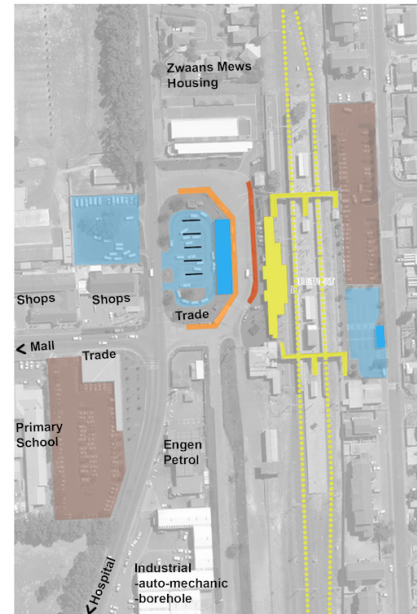 Zwaans Mews
Housing
Shops
Shops
Trade
Mall
Trade
Primary
School
Engen
Petrol
Hospital
Industrial
-auto-mechanic
-borehole